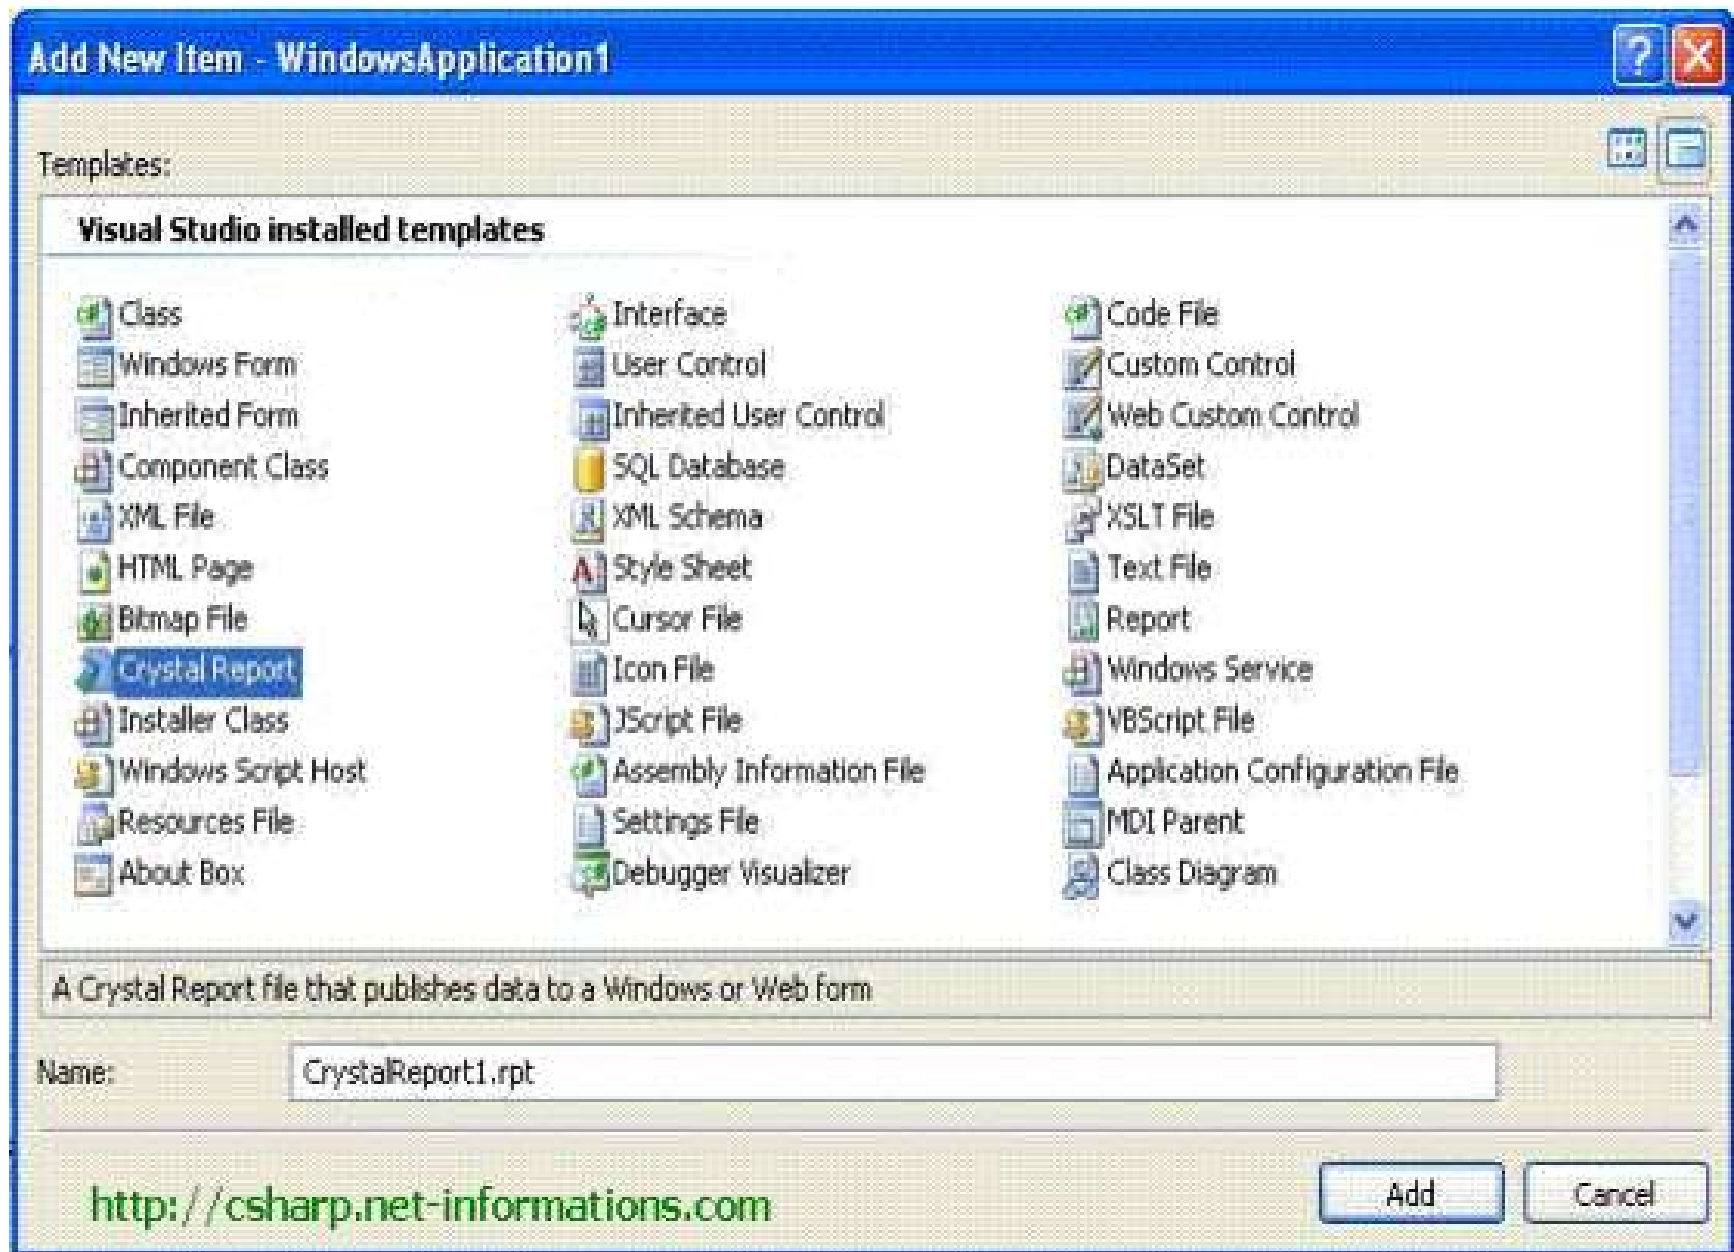 Add New Item - WindowsApplication1
Templates:
Visual Studio installed templates
Class Interface Code File
Windows Form User Control Custom Control
Inherited Form Inherited User Control Web Custom Control
Component Class SQL Database DataSet
XML File XML Schema XSLT File
HTML Page Style Sheet Text File
Bitmap File Cursor File Report
Crystal Report Icon File Windows Service
Installer Class JScript File VBScript File
Windows Script Host Assembly Information File Application Configuration File
Resources File Settings File MDI Parent
About Box Debugger Visualizer Class Diagram
A Crystal Report file that publishes data to a Windows or Web form
Name: CrystalReport1.rpt
http://csharp.net-informations.com Add Cancel